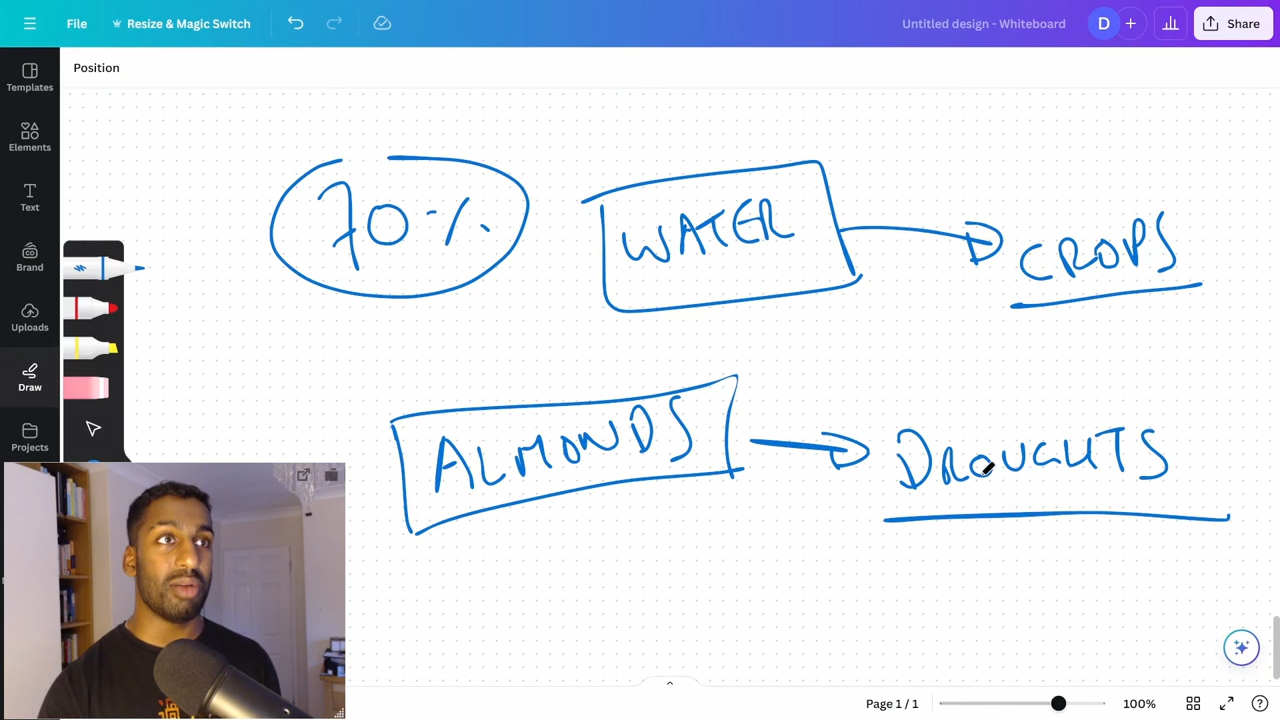 File
Resize & Magic Switch
Untitled design - Whiteboard
D
Share
Position
Templates
Elements
Text
Brand
Uploads
Draw
Projects
70%
WATER
CROPS
ALMONDS
DROUGHTS
Page 1 / 1
100%